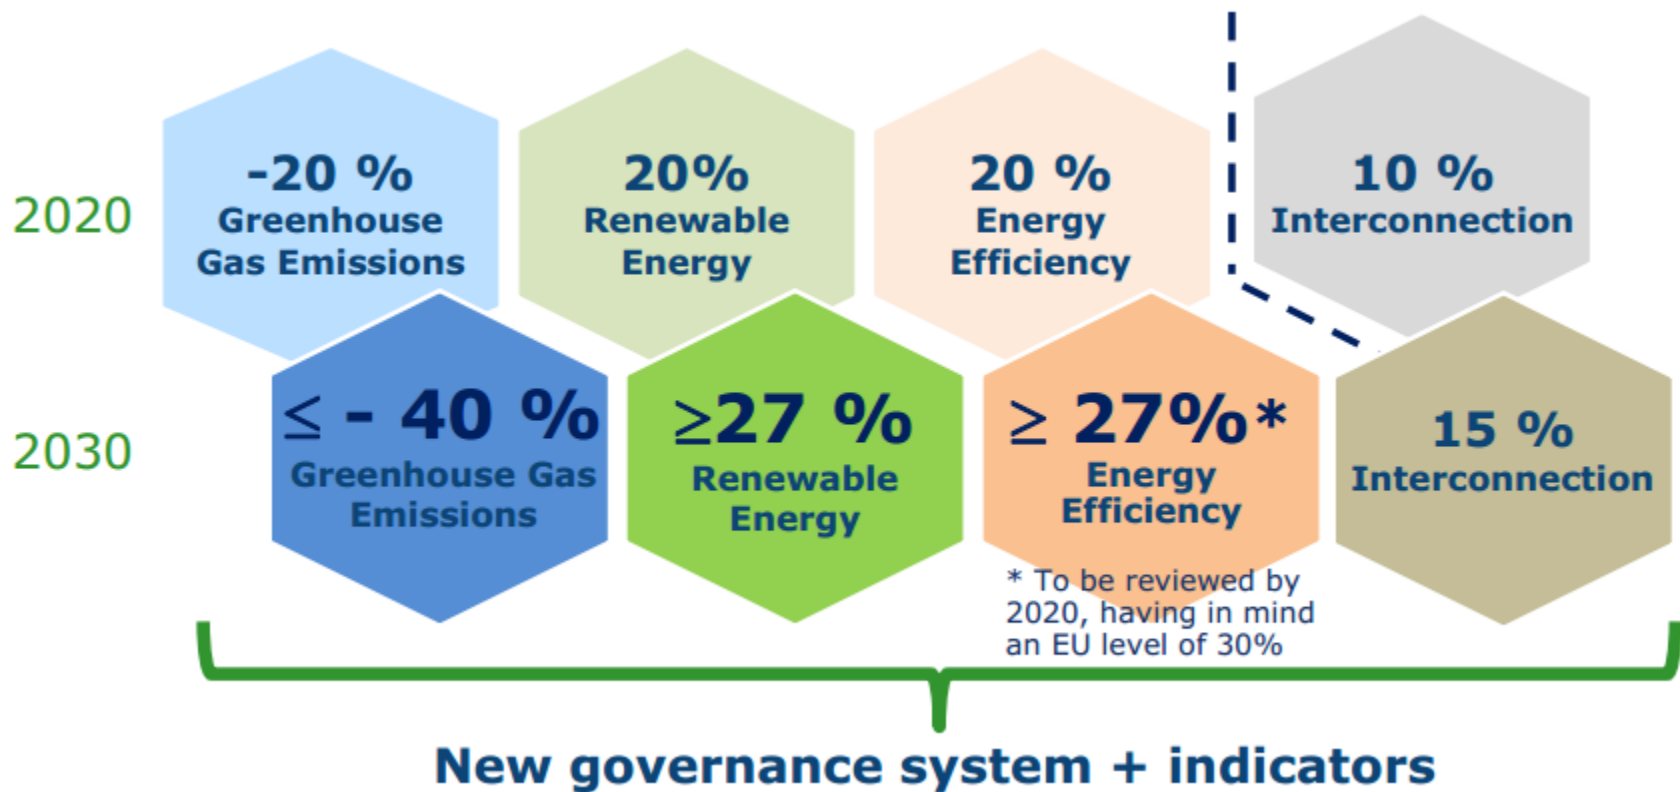 2020
-20 %
Greenhouse
Gas Emissions
20%
Renewable
Energy
20 %
Energy
Efficiency
10 %
Interconnection
2030
≤ - 40 %
Greenhouse Gas
Emissions
≥27 %
Renewable
Energy
≥ 27%*
Energy
Efficiency
* To be reviewed by
2020, having in mind
an EU level of 30%
15 %
Interconnection
New governance system + indicators